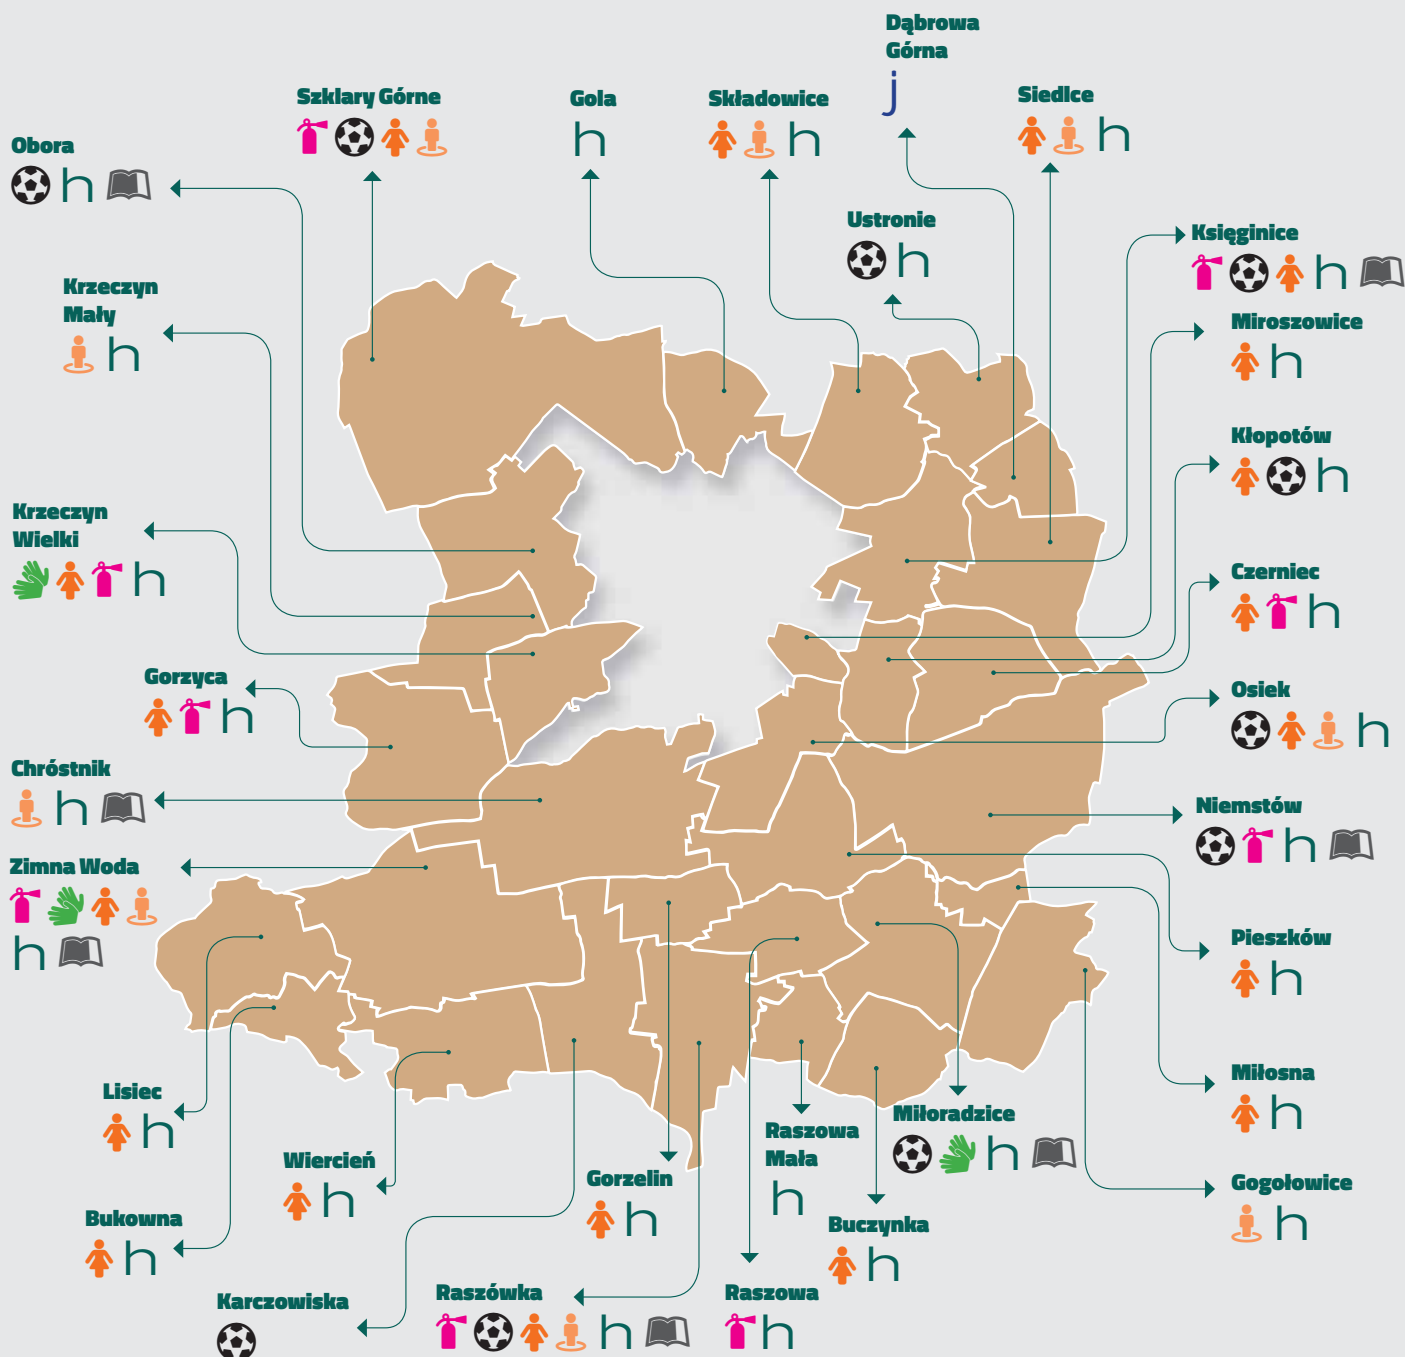 Dąbrowa
Górna
j
Szklary Górne
Gola
h
Składowice
h
Siedlce
h
Obora
h
Ustronie
h
Księginice
h
Krzeczyn
Mały
h
Miroszowice
h
Kłopotów
h
Krzeczyn
Wielki
h
Czerniec
h
Gorzyca
h
Osiek
h
Chróstnik
h
Niemstów
h
Zimna Woda
h
Pieszków
h
Lisiec
h
Miłosna
h
Wiercień
h
Gorzelin
h
Raszowa
Mała
h
Miłoradzice
h
Gogołowice
h
Bukowna
h
Buczynka
h
Karczowiska
Raszówka
h
Raszowa
h